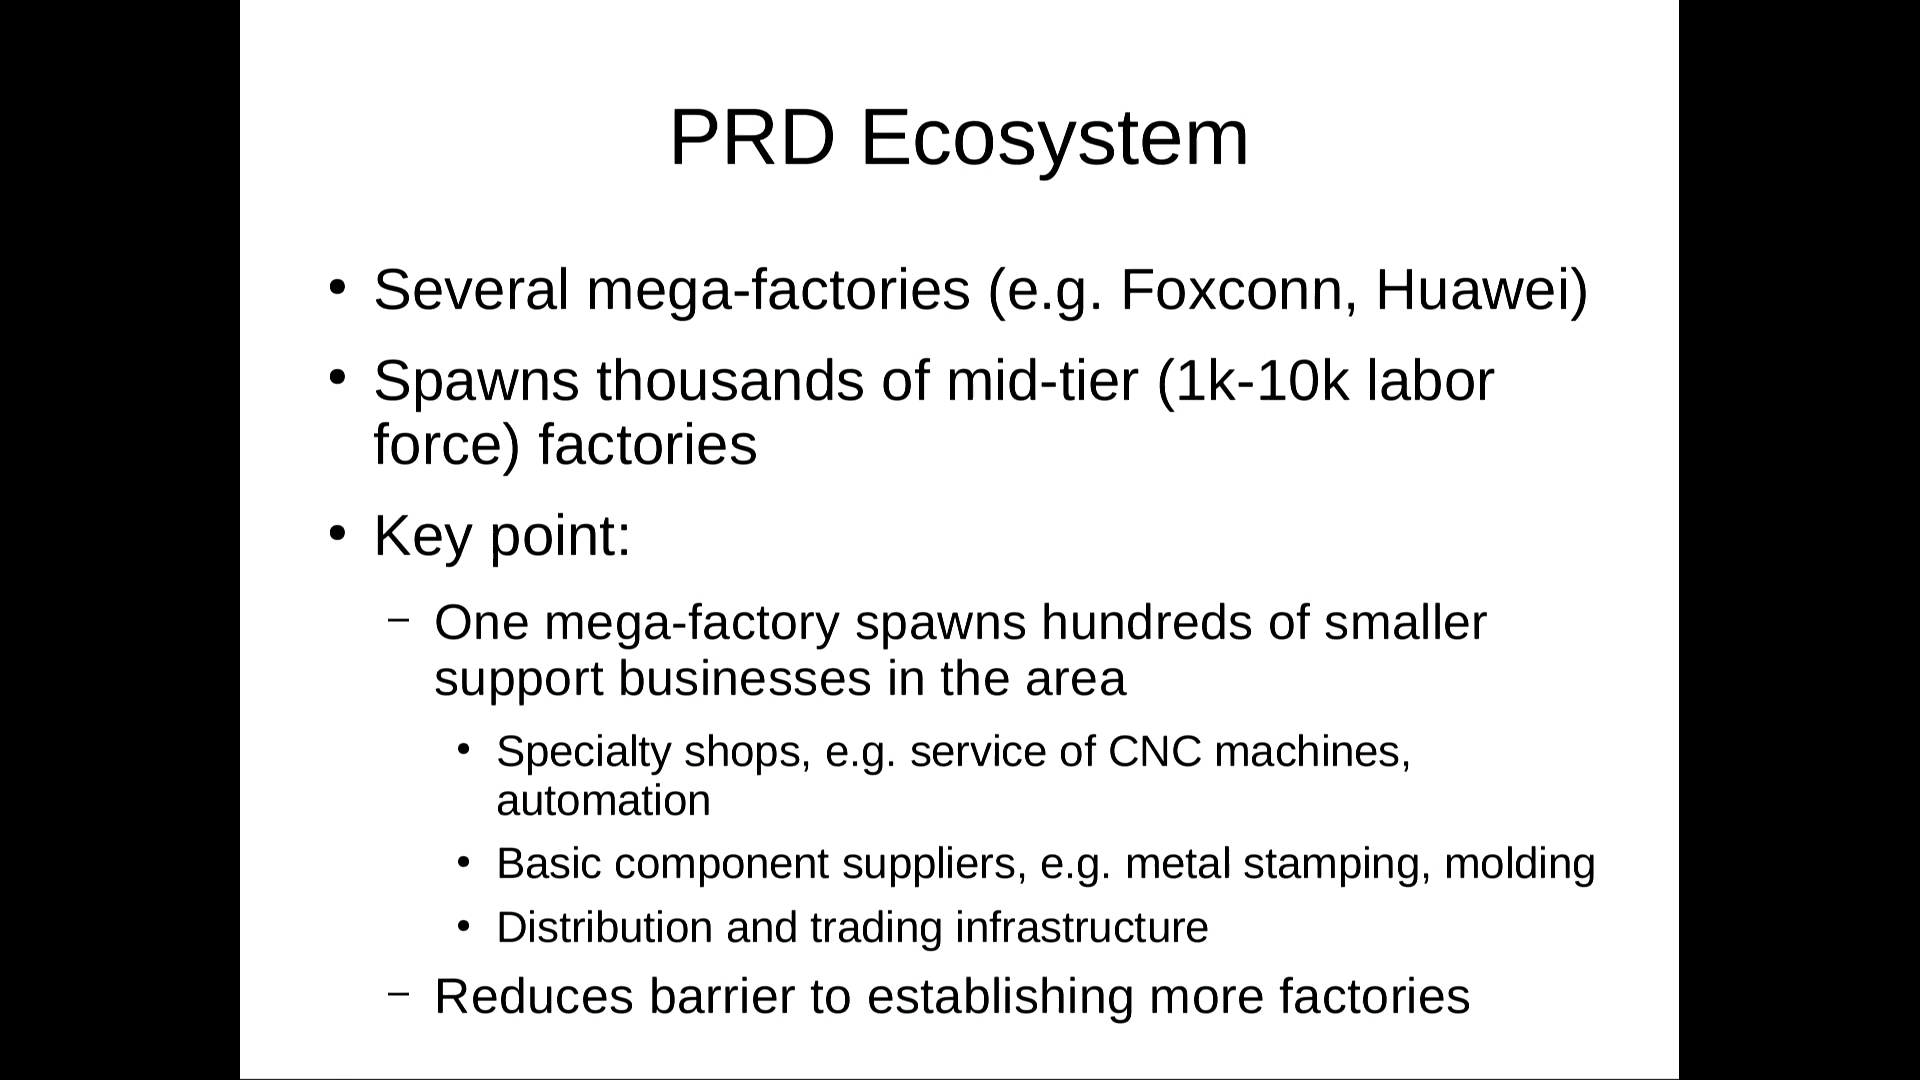 PRD Ecosystem
• Several mega-factories (e.g. Foxconn, Huawei)
• Spawns thousands of mid-tier (1k-10k labor
force) factories
• Key point:
– One mega-factory spawns hundreds of smaller
support businesses in the area
• Specialty shops, e.g. service of CNC machines,
automation
• Basic component suppliers, e.g. metal stamping, molding
• Distribution and trading infrastructure
– Reduces barrier to establishing more factories